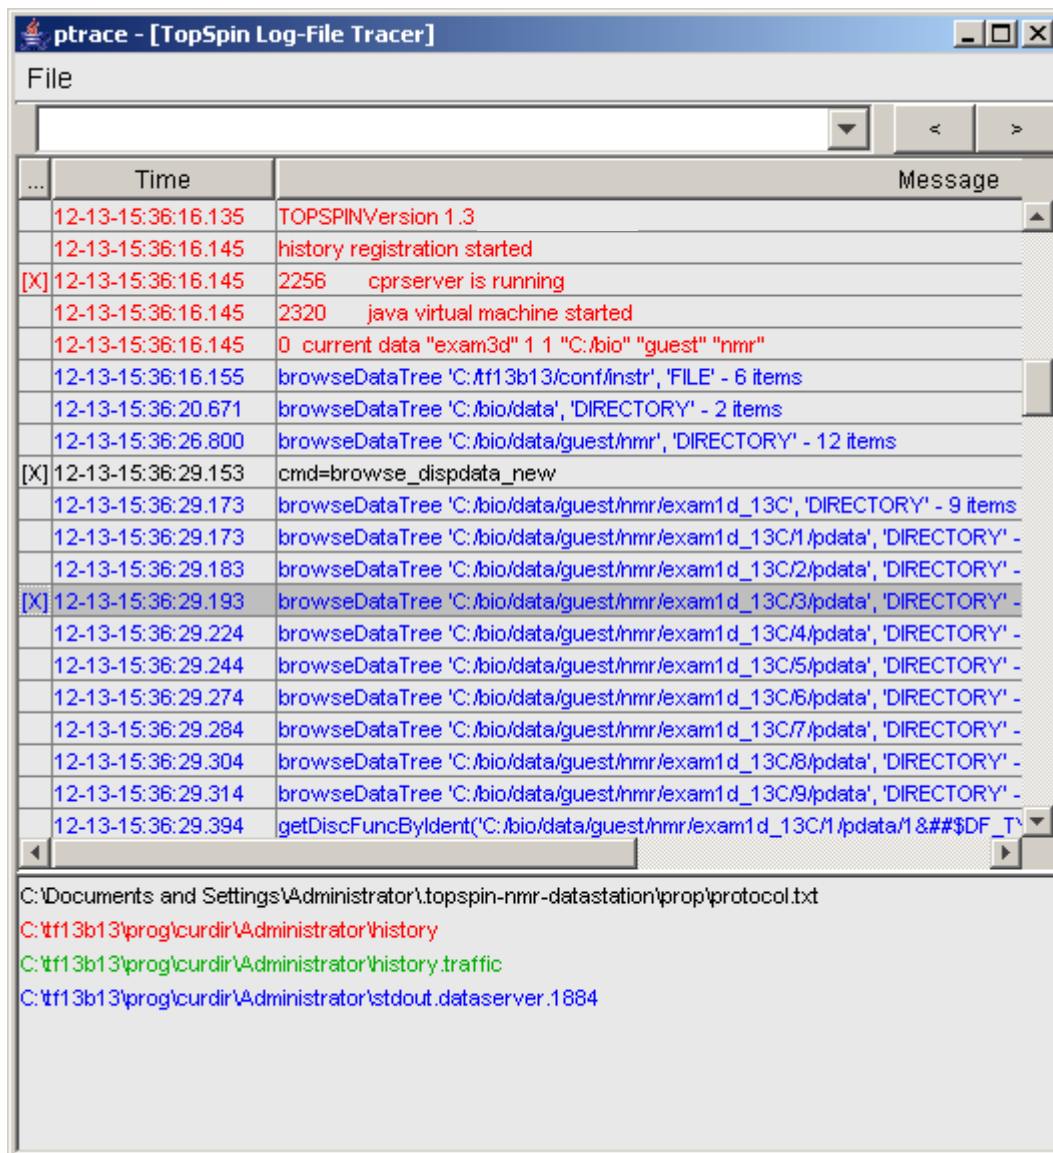 ptrace - [TopSpin Log-File Tracer]
File
< >
... Time Message
12-13-15:36:16.135 TOPSPINVersion 1.3
12-13-15:36:16.145 history registration started
[X] 12-13-15:36:16.145 2256 cprserver is running
12-13-15:36:16.145 2320 java virtual machine started
12-13-15:36:16.145 0 current data "exam3d" 1 1 "C:/bio" "guest" "nmr"
12-13-15:36:16.155 browseDataTree 'C:/tf13b13/conf/instr', 'FILE' - 6 items
12-13-15:36:20.671 browseDataTree 'C:/bio/data', 'DIRECTORY' - 2 items
12-13-15:36:26.800 browseDataTree 'C:/bio/data/guest/nmr', 'DIRECTORY' - 12 items
[X] 12-13-15:36:29.153 cmd=browse_dispdata_new
12-13-15:36:29.173 browseDataTree 'C:/bio/data/guest/nmr/exam1d_13C', 'DIRECTORY' - 9 items
12-13-15:36:29.173 browseDataTree 'C:/bio/data/guest/nmr/exam1d_13C/1/pdata', 'DIRECTORY' -
12-13-15:36:29.183 browseDataTree 'C:/bio/data/guest/nmr/exam1d_13C/2/pdata', 'DIRECTORY' -
[X] 12-13-15:36:29.193 browseDataTree 'C:/bio/data/guest/nmr/exam1d_13C/3/pdata', 'DIRECTORY' -
12-13-15:36:29.224 browseDataTree 'C:/bio/data/guest/nmr/exam1d_13C/4/pdata', 'DIRECTORY' -
12-13-15:36:29.244 browseDataTree 'C:/bio/data/guest/nmr/exam1d_13C/5/pdata', 'DIRECTORY' -
12-13-15:36:29.274 browseDataTree 'C:/bio/data/guest/nmr/exam1d_13C/6/pdata', 'DIRECTORY' -
12-13-15:36:29.284 browseDataTree 'C:/bio/data/guest/nmr/exam1d_13C/7/pdata', 'DIRECTORY' -
12-13-15:36:29.304 browseDataTree 'C:/bio/data/guest/nmr/exam1d_13C/8/pdata', 'DIRECTORY' -
12-13-15:36:29.314 browseDataTree 'C:/bio/data/guest/nmr/exam1d_13C/9/pdata', 'DIRECTORY' -
12-13-15:36:29.394 getDiscFuncByIdent('C:/bio/data/guest/nmr/exam1d_13C/1/pdata/1&##$DF_TY
C:\Documents and Settings\Administrator\.topspin-nmr-datastation\prop\protocol.txt
C:\tf13b13\prog\curdir\Administrator\history
C:\tf13b13\prog\curdir\Administrator\history.traffic
C:\tf13b13\prog\curdir\Administrator\stdout.dataserver.1884